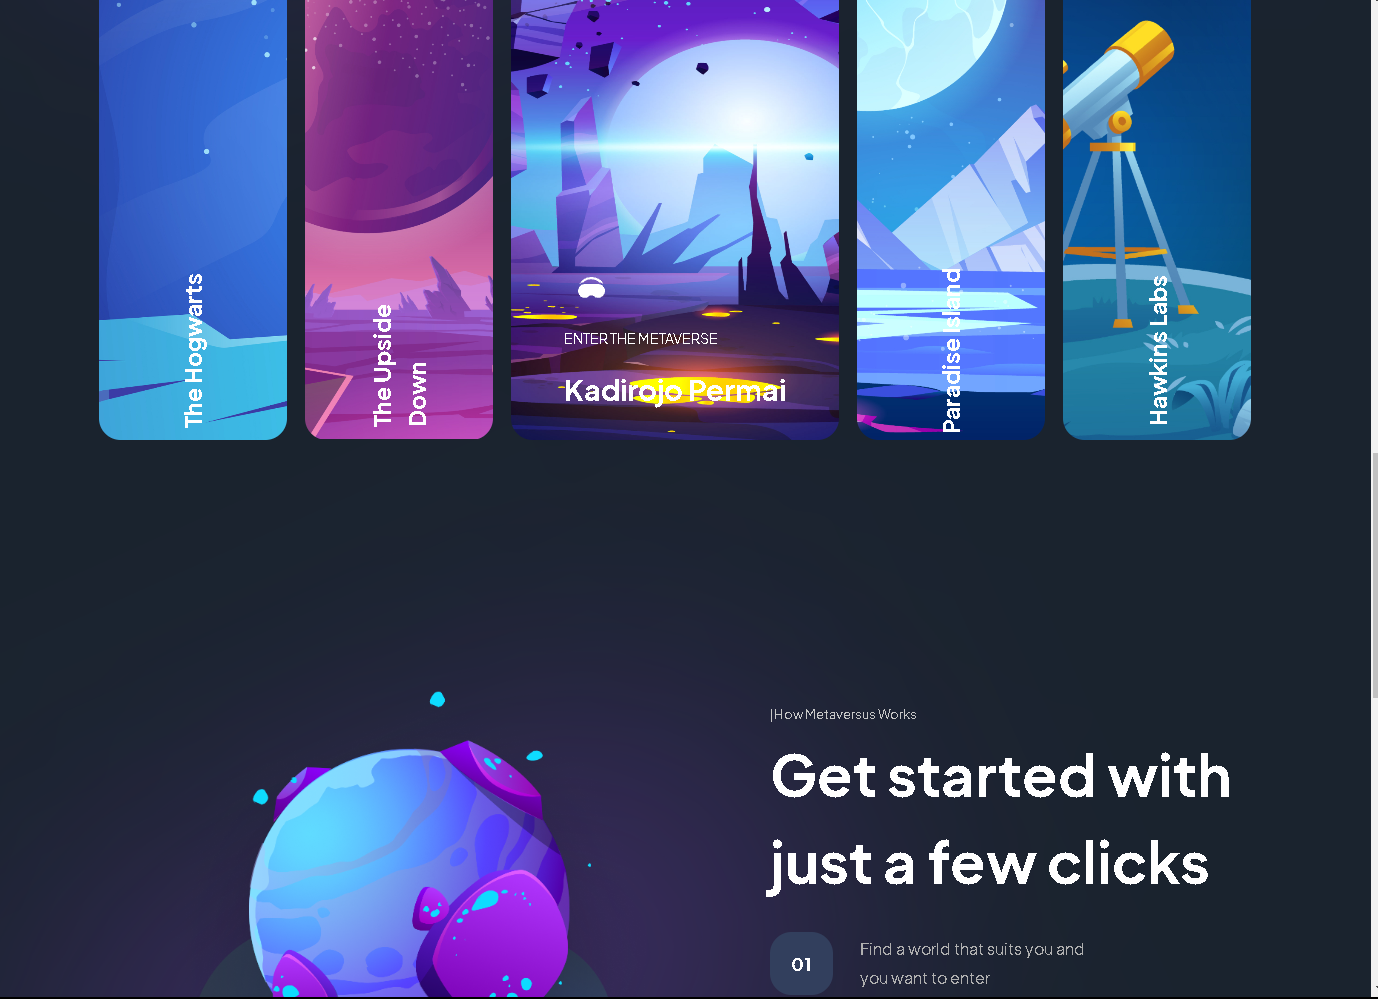 The Hogwarts
The Upside
Down
ENTER THE METAVERSE
Kadirojo Permai
Paradise Island
Hawkins Labs
|How Metaversus Works
Get started with
just a few clicks
01
Find a world that suits you and
you want to enter